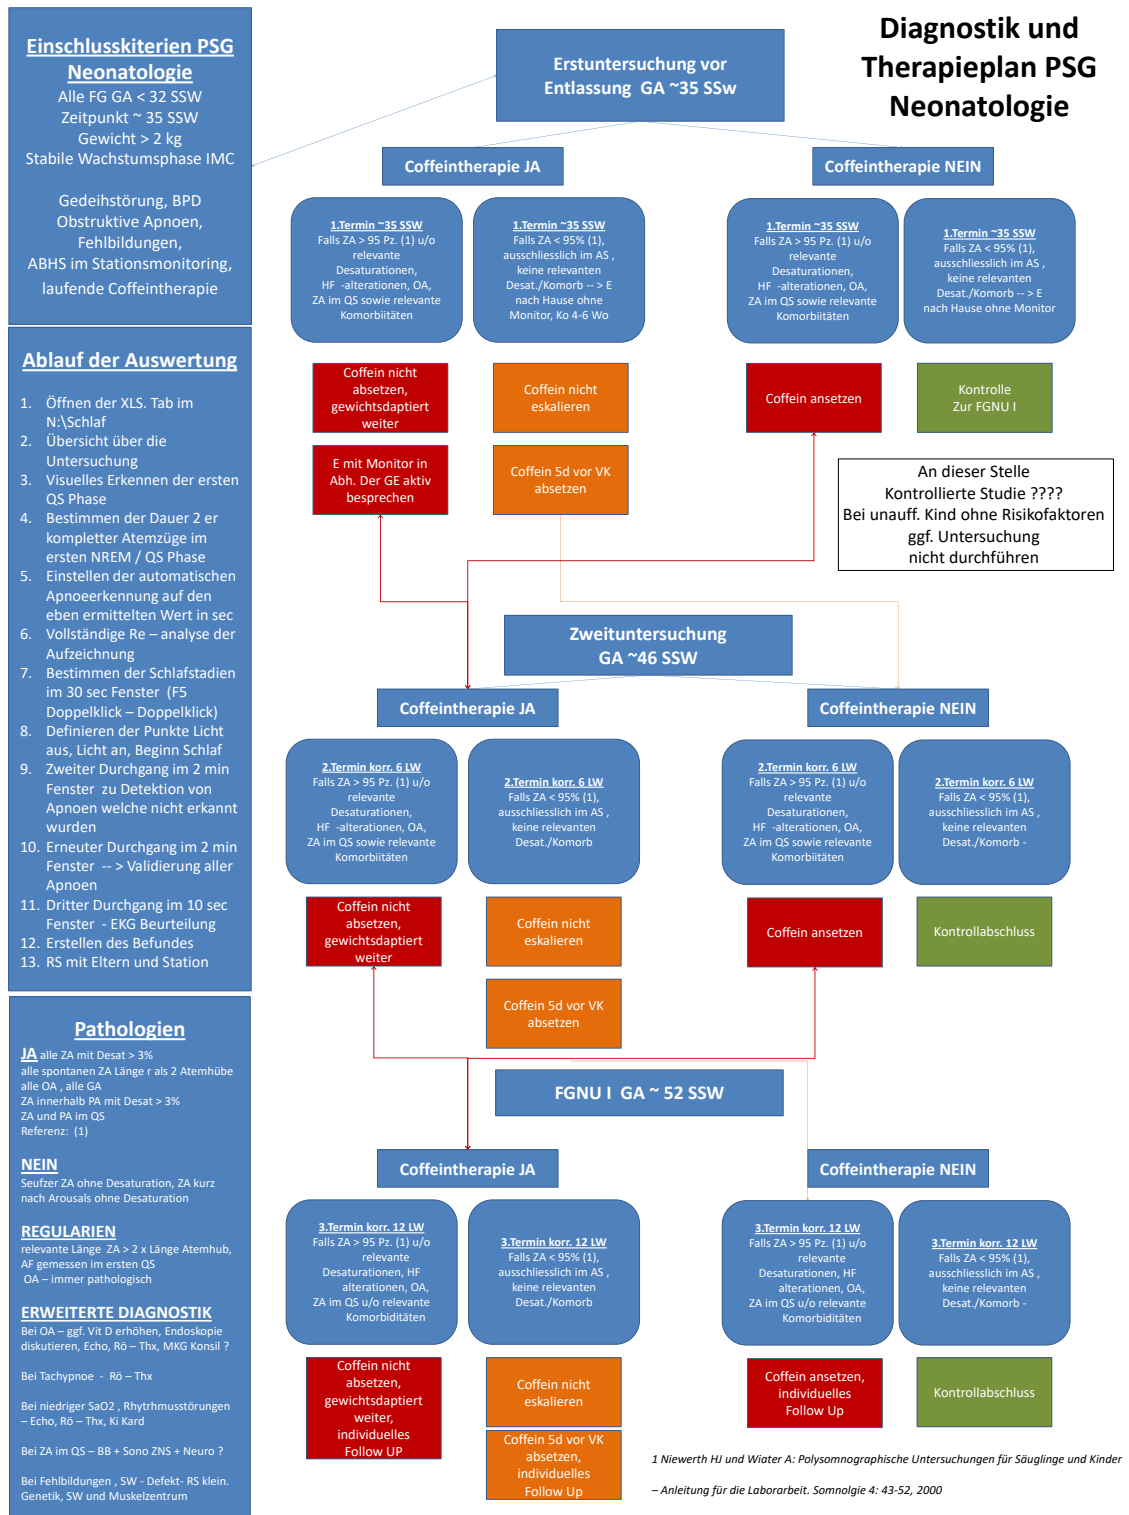 Diagnostik und
Therapieplan PSG
Neonatologie
Einschlusskriterien PSG
Neonatologie
Alle FG GA < 32 SSW
Zeitpunkt ~ 35 SSW
Gewicht > 2 kg
Stabile Wachstumsphase IMC
Gedeihstörung, BPD
Obstruktive Apnoen,
Fehlbildungen,
ABHS im Stationsmonitoring,
laufende Coffeintherapie
Ablauf der Auswertung
1. Öffnen der XLS. Tab im
N:\Schlaf
2. Übersicht über die
Untersuchung
3. Visuelles Erkennen der ersten
QS Phase
4. Bestimmen der Dauer 2 er
kompletter Atemzüge im
ersten NREM / QS Phase
5. Einstellen der automatischen
Apnoeerkennung auf den
eben ermittelten Wert in sec
6. Vollständige Re – analyse der
Aufzeichnung
7. Bestimmen der Schlafstadien
im 30 sec Fenster (F5
Doppelklick – Doppelklick)
8. Definieren der Punkte Licht
aus, Licht an, Beginn Schlaf
9. Zweiter Durchgang im 2 min
Fenster zu Detektion von
Apnoen welche nicht erkannt
wurden
10. Erneuter Durchgang im 2 min
Fenster -- > Validierung aller
Apnoen
11. Dritter Durchgang im 10 sec
Fenster - EKG Beurteilung
12. Erstellen des Befundes
13. RS mit Eltern und Station
Pathologien
JA alle ZA mit Desat > 3%
alle spontanen ZA Länge r als 2 Atemhübe
alle OA , alle GA
ZA innerhalb PA mit Desat > 3%
ZA und PA im QS
Referenz: (1)
NEIN
Seufzer ZA ohne Desaturation, ZA kurz
nach Arousals ohne Desaturation
REGULARIEN
relevante Länge ZA > 2 x Länge Atemhub,
AF gemessen im ersten QS
OA – immer pathologisch
ERWEITERTE DIAGNOSTIK
Bei OA – ggf. Vit D erhöhen, Endoskopie
diskutieren, Echo, Rö – Thx, MKG Konsil ?
Bei Tachypnoe - Rö – Thx
Bei niedriger SaO2 , Rhytrhmusstörungen
– Echo, Rö – Thx, Ki Kard
Bei ZA im QS – BB + Sono ZNS + Neuro ?
Bei Fehlbildungen , SW - Defekt- RS klein.
Genetik, SW und Muskelzentrum
Erstuntersuchung vor
Entlassung GA ~35 SSw
Coffeintherapie JA
Coffeintherapie NEIN
1.Termin ~35 SSW
Falls ZA > 95 Pz. (1) u/o
relevante
Desaturationen,
HF -alterationen, OA,
ZA im QS sowie relevante
Komorbiitäten
1.Termin ~35 SSW
Falls ZA < 95% (1),
ausschliesslich im AS ,
keine relevanten
Desat./Komorb -- > E
nach Hause ohne
Monitor, Ko 4-6 Wo
1.Termin ~35 SSW
Falls ZA > 95 Pz. (1) u/o
relevante
Desaturationen,
HF -alterationen, OA,
ZA im QS sowie relevante
Komorbiitäten
1.Termin ~35 SSW
Falls ZA < 95% (1),
ausschliesslich im AS ,
keine relevanten
Desat./Komorb -- > E
nach Hause ohne Monitor
Coffein nicht
absetzen,
gewichtsdaptiert
weiter
Coffein nicht
eskalieren
Coffein ansetzen
Kontrolle
Zur FGNU I
E mit Monitor in
Abh. Der GE aktiv
besprechen
Coffein 5d vor VK
absetzen
An dieser Stelle
Kontrollierte Studie ????
Bei unauff. Kind ohne Risikofaktoren
ggf. Untersuchung
nicht durchführen
Zweituntersuchung
GA ~46 SSW
Coffeintherapie JA
Coffeintherapie NEIN
2.Termin korr. 6 LW
Falls ZA > 95 Pz. (1) u/o
relevante
Desaturationen,
HF -alterationen, OA,
ZA im QS sowie relevante
Komorbiitäten
2.Termin korr. 6 LW
Falls ZA < 95% (1),
ausschliesslich im AS ,
keine relevanten
Desat./Komorb
2.Termin korr. 6 LW
Falls ZA > 95 Pz. (1) u/o
relevante
Desaturationen,
HF -alterationen, OA,
ZA im QS sowie relevante
Komorbiitäten
2.Termin korr. 6 LW
Falls ZA < 95% (1),
ausschliesslich im AS ,
keine relevanten
Desat./Komorb -
Coffein nicht
absetzen,
gewichtsdaptiert
weiter
Coffein nicht
eskalieren
Coffein ansetzen
Kontrollabschluss
Coffein 5d vor VK
absetzen
FGNU I GA ~ 52 SSW
Coffeintherapie JA
Coffeintherapie NEIN
3.Termin korr. 12 LW
Falls ZA > 95 Pz. (1) u/o
relevante
Desaturationen, HF
alterationen, OA,
ZA im QS u/o relevante
Komorbiditäten
3.Termin korr. 12 LW
Falls ZA < 95% (1),
ausschliesslich im AS ,
keine relevanten
Desat./Komorb
3.Termin korr. 12 LW
Falls ZA > 95 Pz. (1) u/o
relevante
Desaturationen, HF
alterationen, OA,
ZA im QS u/o relevante
Komorbiditäten
3.Termin korr. 12 LW
Falls ZA < 95% (1),
ausschliesslich im AS ,
keine relevanten
Desat./Komorb -
Coffein nicht
absetzen,
gewichtsdaptiert
weiter,
individuelles
Follow UP
Coffein nicht
eskalieren
Coffein 5d vor VK
absetzen,
individuelles
Follow Up
Coffein ansetzen,
individuelles
Follow Up
Kontrollabschluss
1 Niewerth HJ und Wiater A: Polysomnographische Untersuchungen für Säuglinge und Kinder
– Anleitung für die Laborarbeit. Somnolgie 4: 43-52, 2000